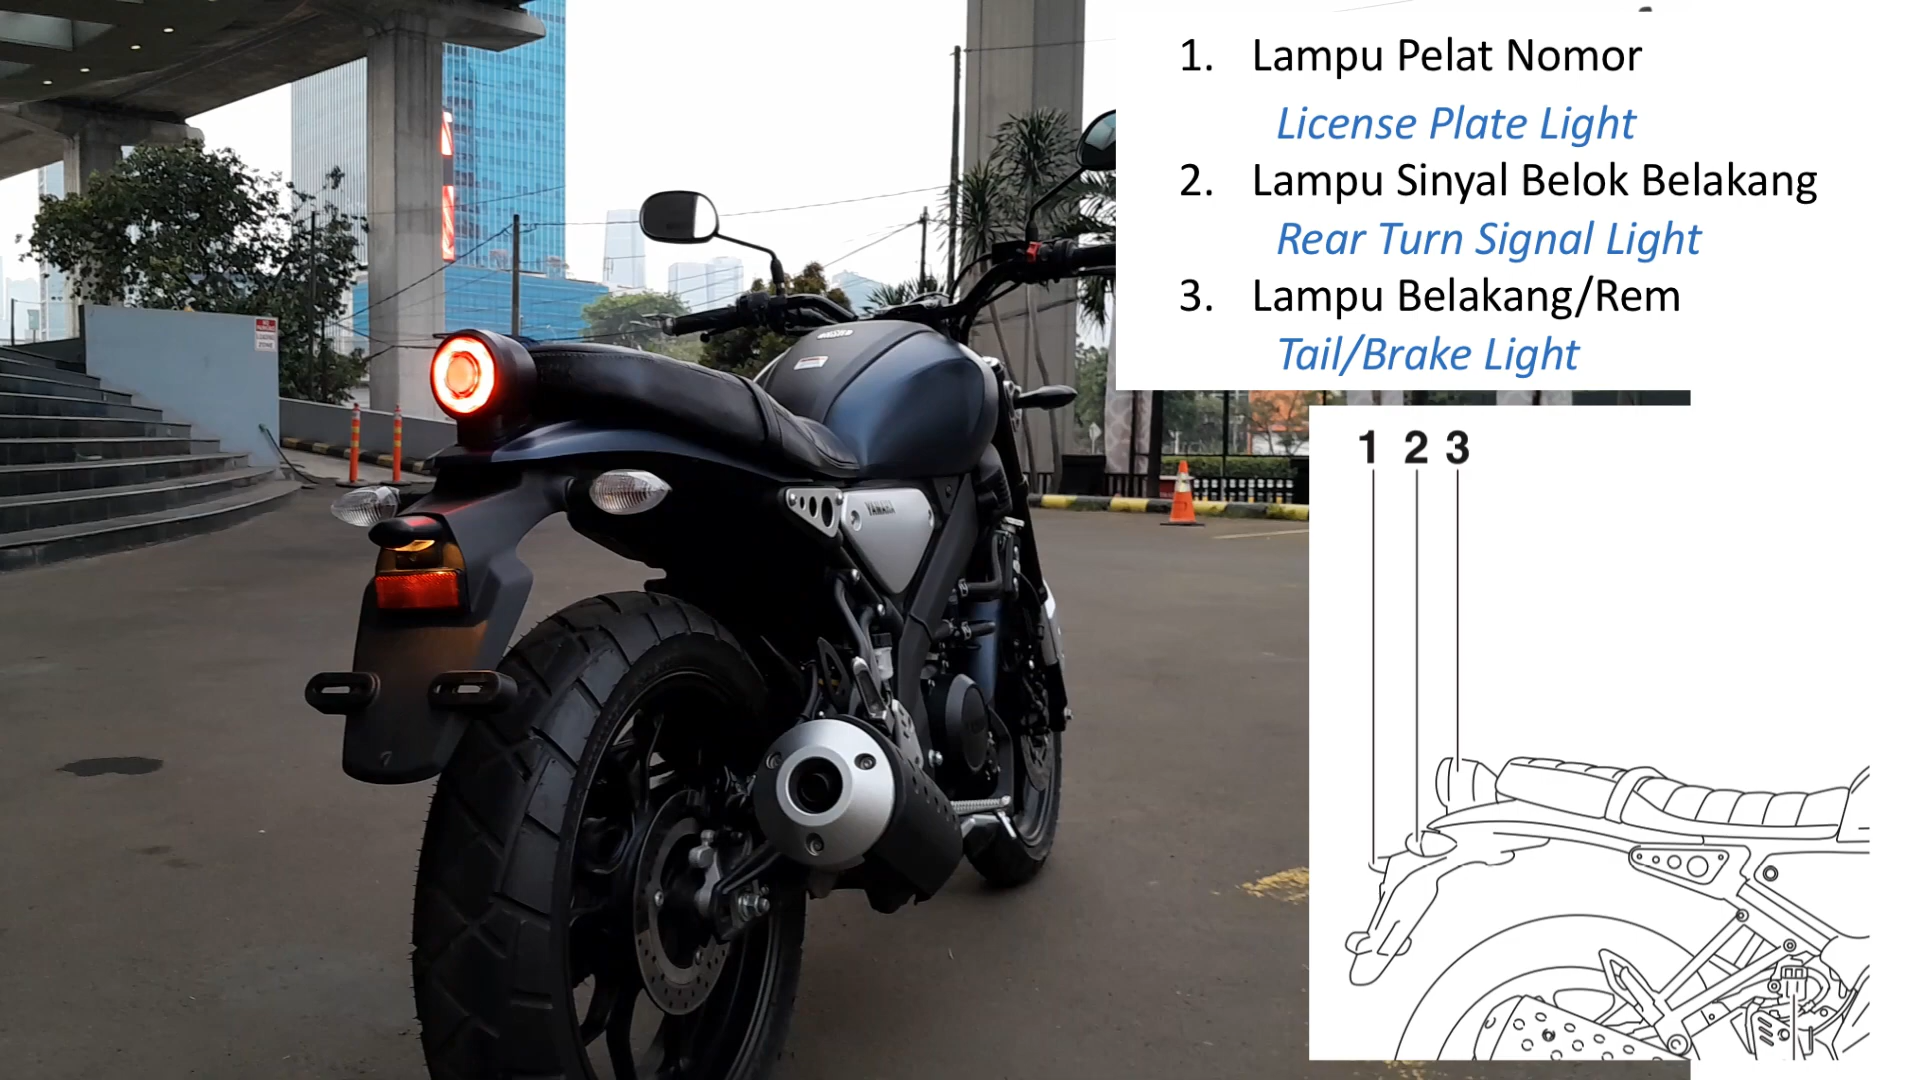 1. Lampu Pelat Nomor
License Plate Light
2. Lampu Sinyal Belok Belakang
Rear Turn Signal Light
3. Lampu Belakang/Rem
Tail/Brake Light
1 2 3
YAMAHA